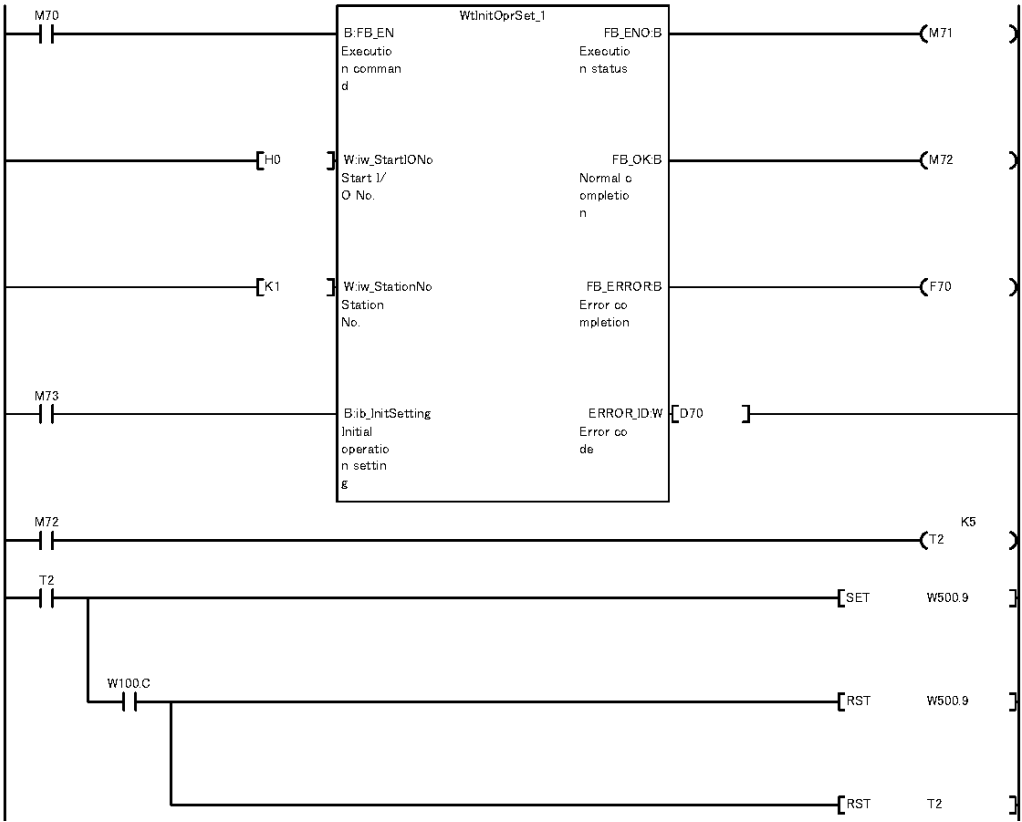 WtInitOprSet_1
M70
B:FB_EN FB_ENO:B M71
Executio Executio
n comman n status
d
H0 W:iw_StartIONo FB_OK:B M72
Start I/ Normal c
O No. ompletio
n
K1 W:iw_StationNo FB_ERROR:B F70
Station Error co
No. mpletion
M73
B:ib_InitSetting ERROR_ID:W D70
Initial Error co
operatio de
n settin
g
M72 K5
T2
T2
SET W500.9
W100.C
RST W500.9
RST T2